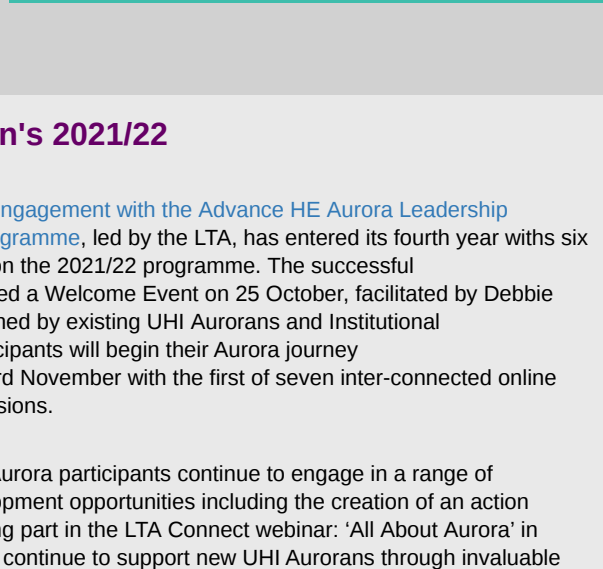 n's 2021/22
ngagement with the Advance HE Aurora Leadership
gramme, led by the LTA, has entered its fourth year withs six
on the 2021/22 programme. The successful
ed a Welcome Event on 25 October, facilitated by Debbie
ned by existing UHI Aurorans and Institutional
cipants will begin their Aurora journey
rd November with the first of seven inter-connected online
sions.
urora participants continue to engage in a range of
opment opportunities including the creation of an action
ng part in the LTA Connect webinar: ‘All About Aurora’ in
continue to support new UHI Aurorans through invaluable